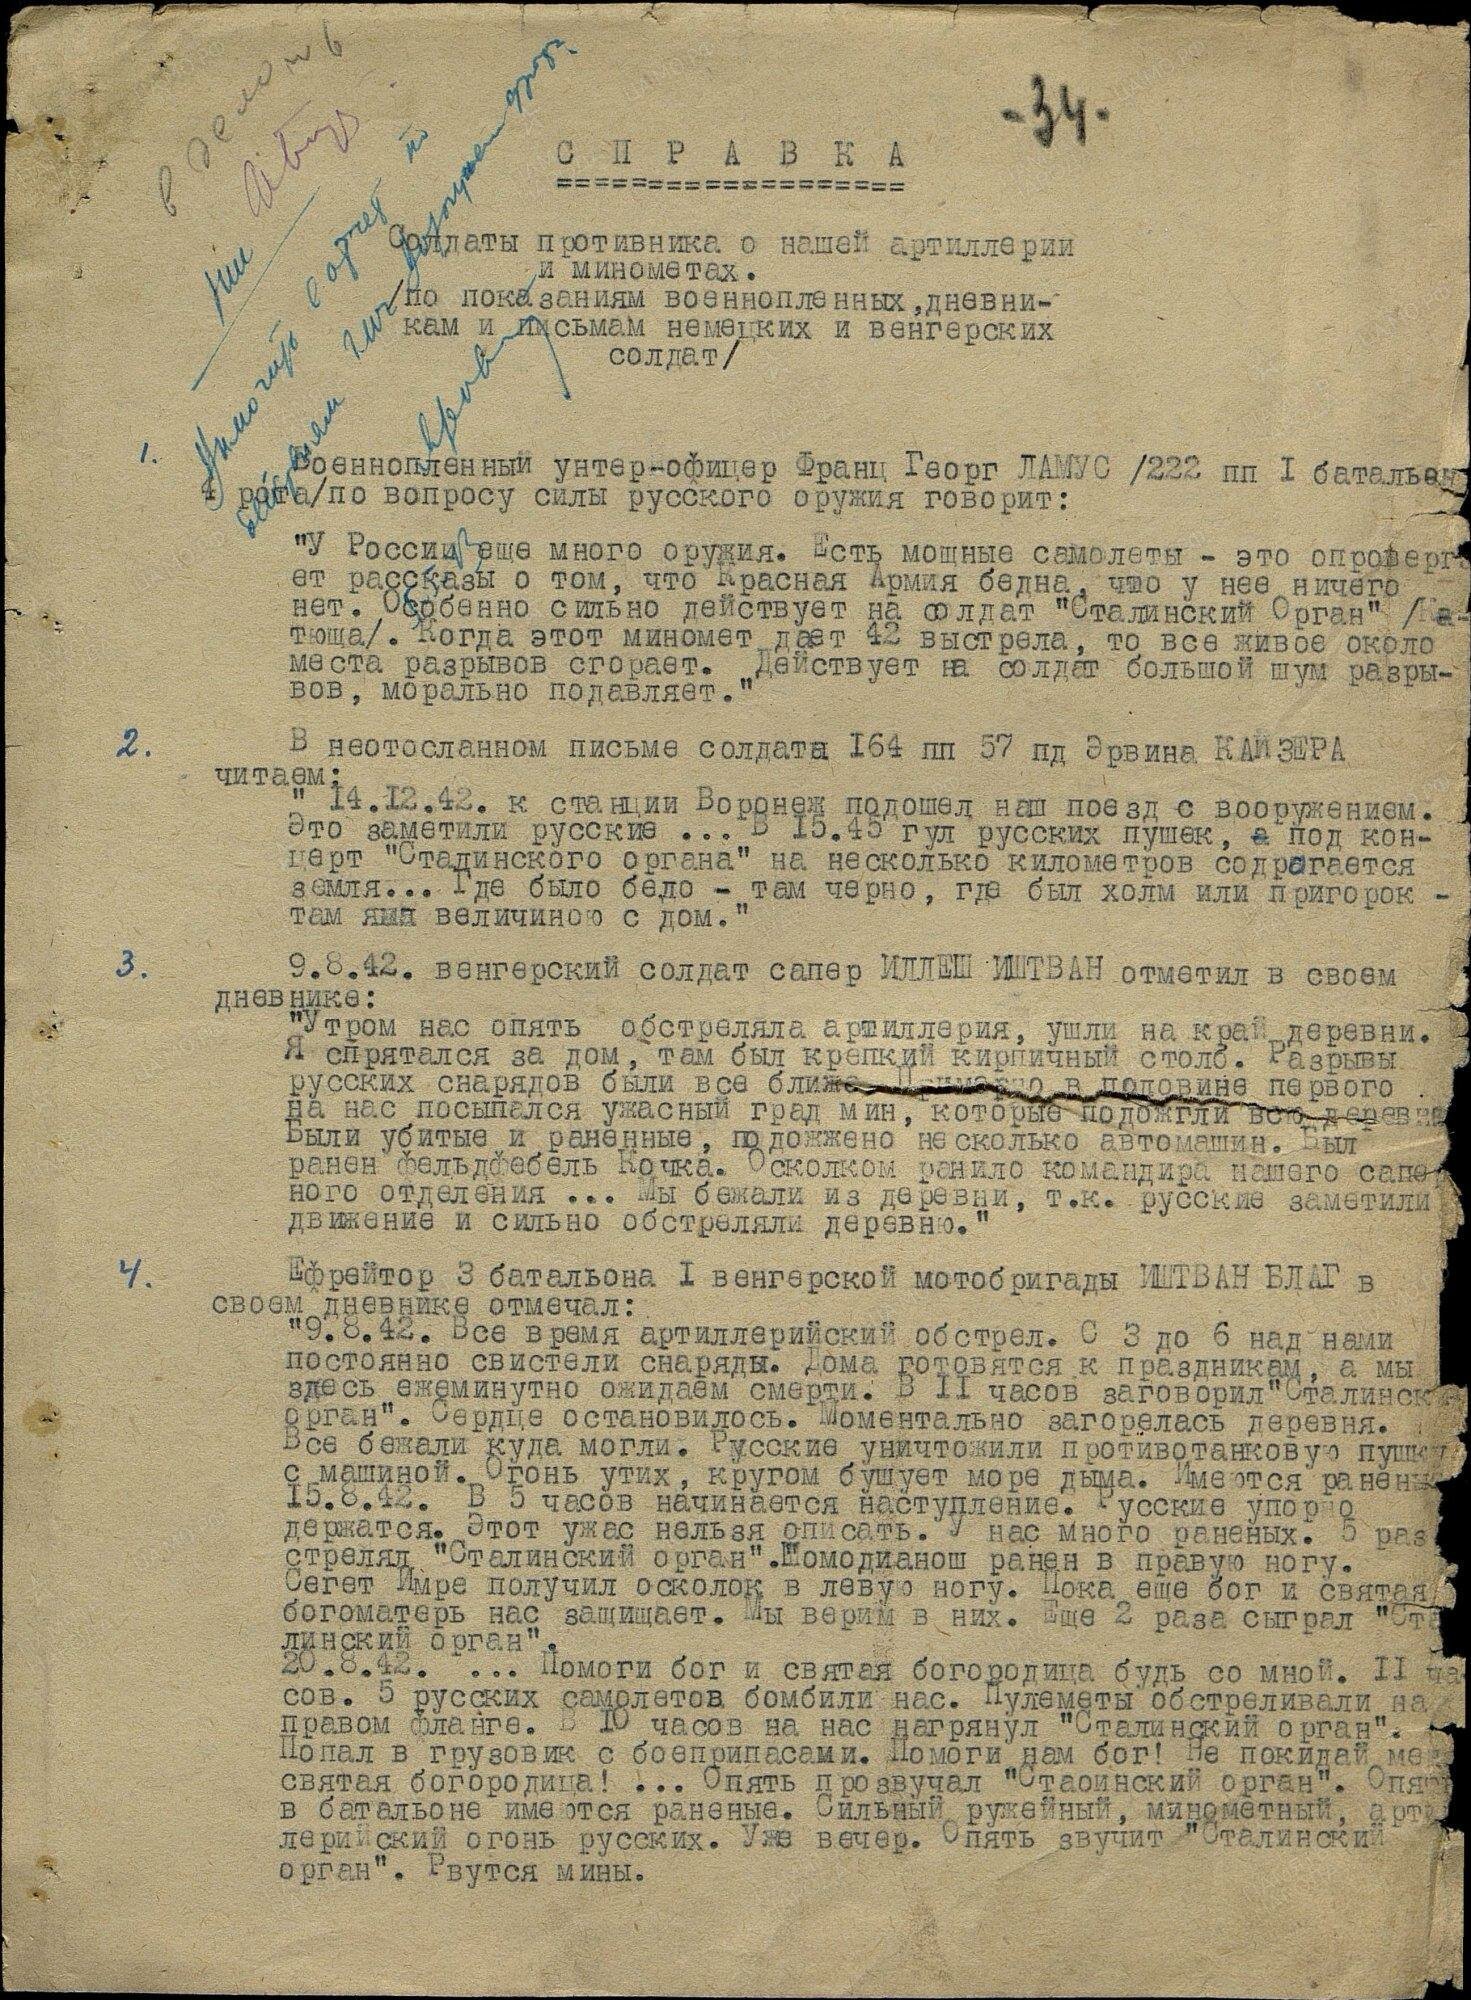 -34-
С П Р А В К А
====================
Солдаты противника о нашей артиллерии
и минометах.
/по показаниям военнопленных,дневни-
кам и письмам немецких и венгерских
солдат/
1.
Военнопленный унтер-офицер Франц Георг ЛАМУС /222 пп I батальон
4 рота/по вопросу силы русского оружия говорит:
"У России еще много оружия. Есть мощные самолеты - это опроверг-
ет рассказы о том, что Красная Армия бедна, что у нее ничего
нет. Особенно сильно действует на солдат "Сталинский Орган" /Ка-
тюша/. Когда этот миномет дает 42 выстрела, то все живое около
места разрывов сгорает. Действует на солдат большой шум разры-
вов, морально подавляет."
2. В неотосланном письме солдата 164 пп 57 пд Эрвина КАЙЗЕРА
читаем:
" 14.12.42. к станции Воронеж подошел наш поезд с вооружением.
Это заметили русские ... В 15.45 гул русских пушек, а под кон-
церт "Сталинского органа" на несколько километров содрагается
земля... Где было бело - там черно, где был холм или пригорок -
там яма величиною с дом."
3. 9.8.42. венгерский солдат сапер ИЛЛЕШ ИШТВАН отметил в своем
дневнике:
"Утром нас опять обстреляла артиллерия, ушли на край деревни.
Я спрятался за дом, там был крепкий кирпичный столб. Разрывы
русских снарядов были все ближе. Примерно в половине первого
на нас посыпался ужасный град мин, которые подожгли всю деревню
Были убитые и раненные, подожжено несколько автомашин. Был
ранен фельдфебель Кочка. Осколком ранило командира нашего сапер
ного отделения ... Мы бежали из деревни, т.к. русские заметили
движение и сильно обстреляли деревню."
4. Ефрейтор 3 батальона I венгерской мотобригады ИШТВАН БЛАГ в
своем дневнике отмечал:
"9.8.42. Все время артиллерийский обстрел. С 3 до 6 над нами
постоянно свистели снаряды. Дома готовятся к праздникам, а мы
здесь ежеминутно ожидаем смерти. В II часов заговорил"Сталинск
орган". Сердце остановилось. Моментально загорелась деревня.
Все бежали куда могли. Русские уничтожили противотанковую пушку
с машиной. Огонь утих, кругом бушует море дыма. Имеются ранены
15.8.42. В 5 часов начинается наступление. Русские упорно
держатся. Этот ужас нельзя описать. У нас много раненых. 5 раз
стрелял "Сталинский орган".Шомодианош ранен в правую ногу.
Сегет Имре получил осколок в левую ногу. Пока еще бог и святая
богоматерь нас защищает. Мы верим в них. Еще 2 раза сыграл "Ста
линский орган".
20.8.42. ... Помоги бог и святая богородица будь со мной. II ча
сов. 5 русских самолетов бомбили нас. Пулеметы обстреливали на
правом фланге. В 10 часов на нас нагрянул "Сталинский орган".
Попал в грузовик с боеприпасами. Помоги нам бог! Не покидай ме
святая богородица! ... Опять прозвучал "Стаоинский орган". Опять
в батальоне имеются раненые. Сильный ружейный, минометный, арти
лерийский огонь русских. Уже вечер. Опять звучит "Сталинский
орган". Рвутся мины.